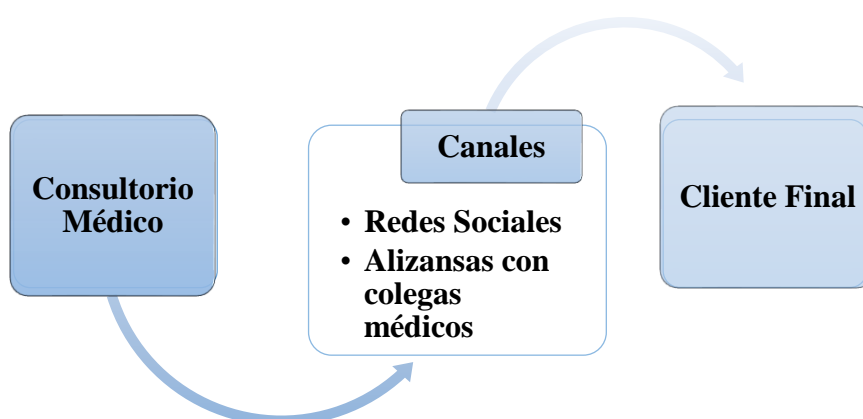 Consultorio
Médico
Canales
• Redes Sociales
• Alizansas con
colegas
médicos
Cliente Final